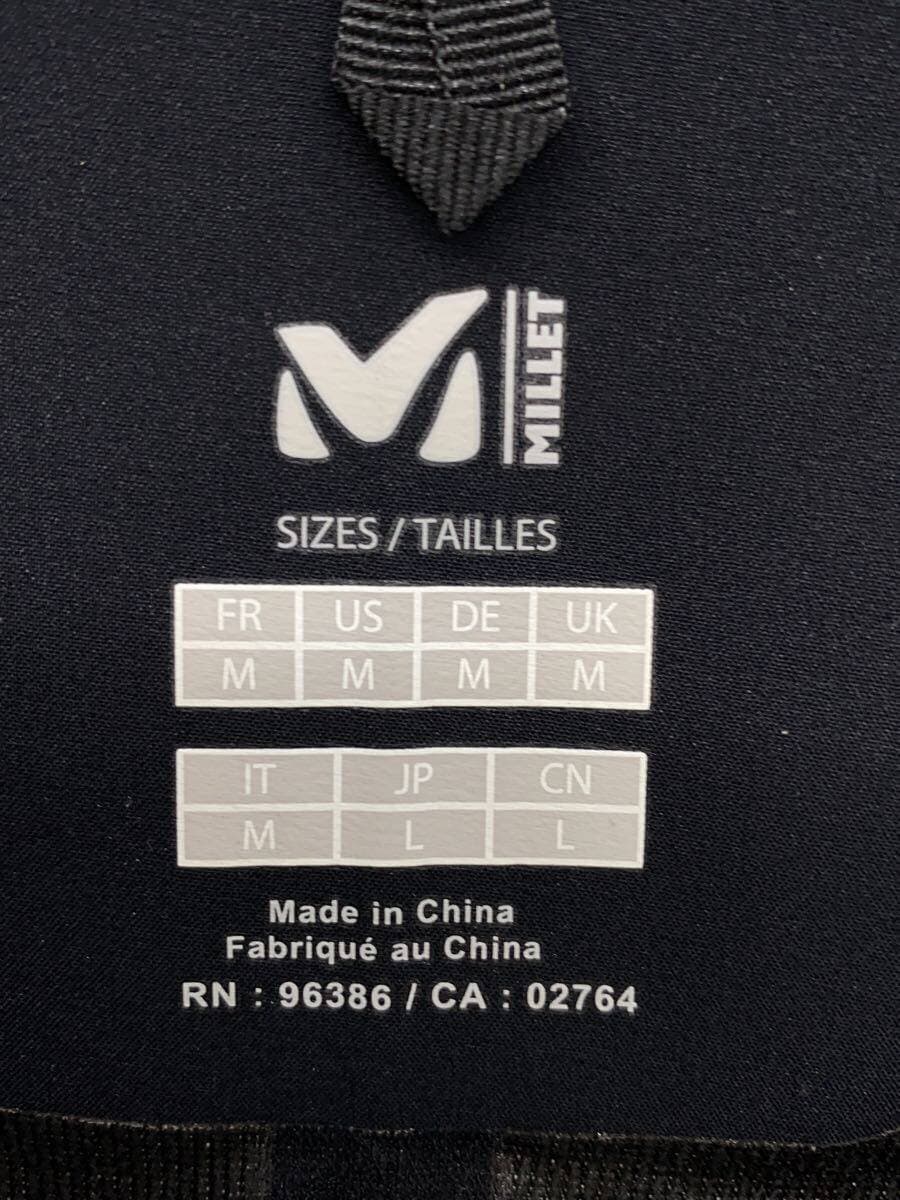 MILLET
SIZES / TAILLES
FR US DE UK
M M M M
IT JP CN
M L L
Made in China
Fabriqué au China
RN : 96386 / CA : 02764